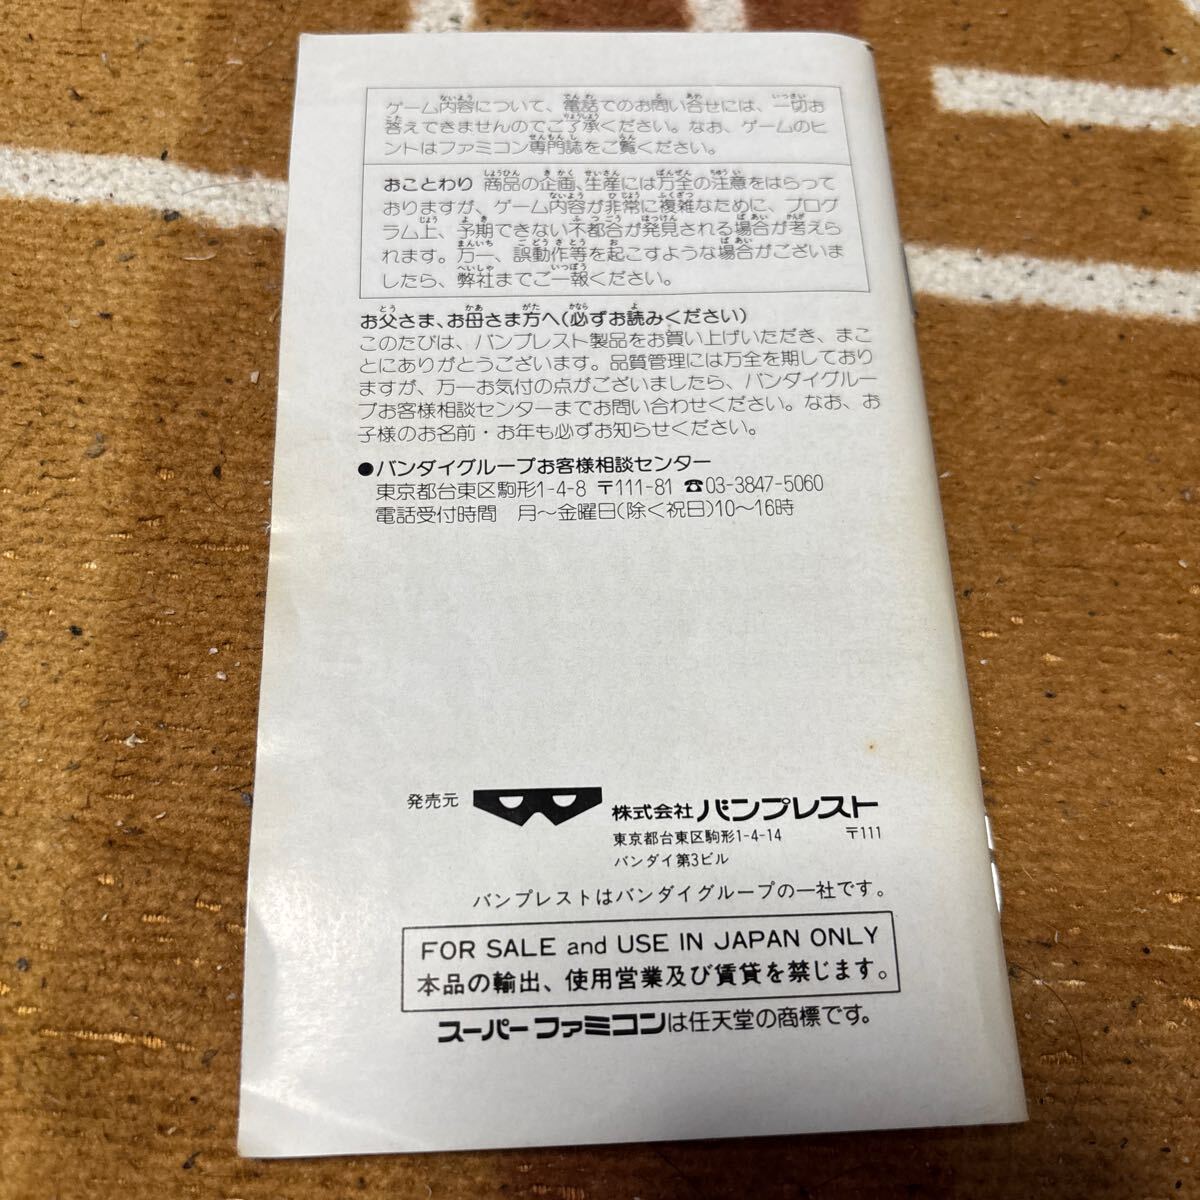 ゲーム内容について、電話でのお問い合せには、一切お
答えできませんのでご了承ください。なお、ゲームのヒ
ントはファミコン専門誌をご覧ください。
おことわり 商品の企画、生産には万全の注意をはらって
おりますが、ゲーム内容が非常に複雑なために、プログ
ラム上、予期できない不都合が発見される場合が考えら
れます。万一、誤動作等を起こすような場合がございま
したら、弊社までご一報ください。
お父さま、お母さま方へ(必ずお読みください)
このたびは、バンプレスト製品をお買い上げいただき、まこ
とにありがとうございます。品質管理には万全を期しており
ますが、万一お気付の点がございましたら、バンダイグルー
プお客様相談センターまでお問い合わせください。なお、お
子様のお名前・お年も必ずお知らせください。
●バンダイグループお客様相談センター
東京都台東区駒形1-4-8 〒111-81 ☎03-3847-5060
電話受付時間 月〜金曜日(除く祝日)10〜16時
発売元 株式会社 バンプレスト
東京都台東区駒形1-4-14 〒111
バンダイ第3ビル
バンプレストはバンダイグループの一社です。
FOR SALE and USE IN JAPAN ONLY
本品の輸出、使用営業及び賃貸を禁じます。
スーパーファミコンは任天堂の商標です。